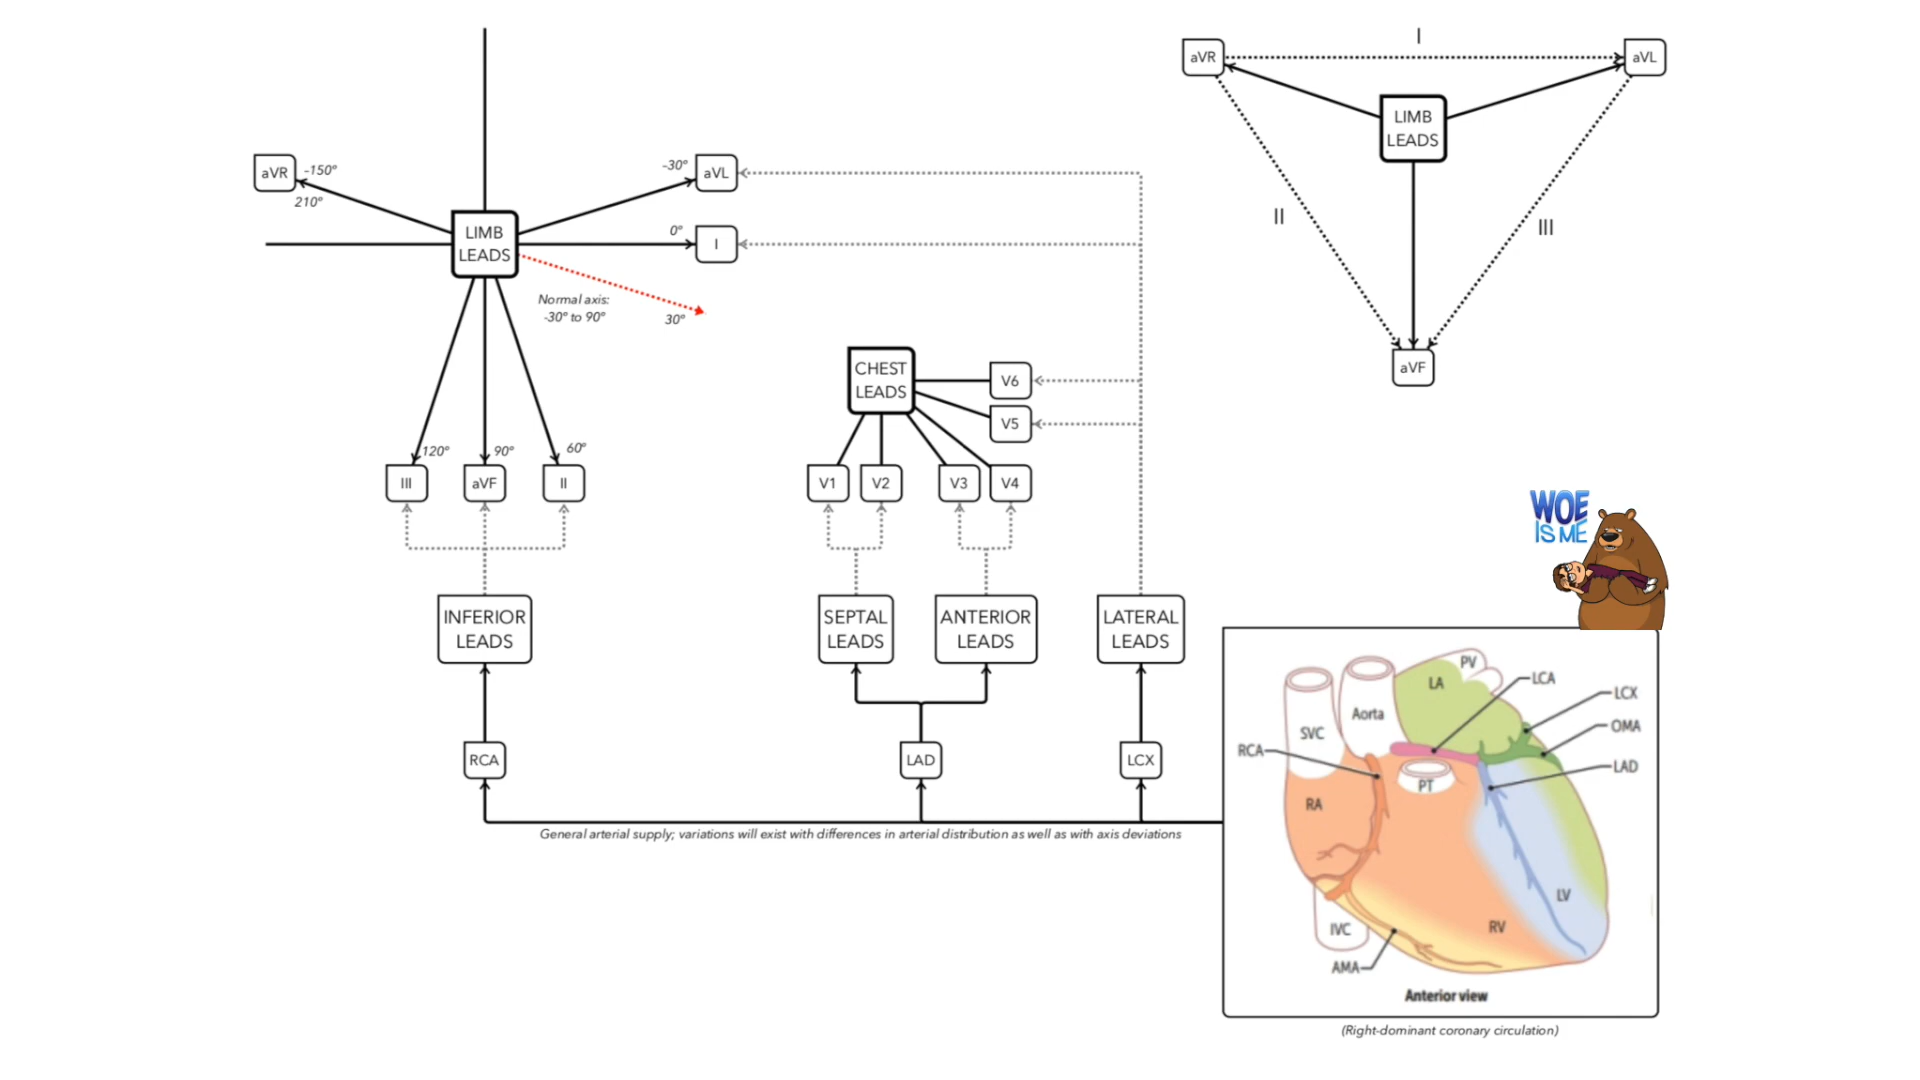 I
aVR
aVL
LIMB
LEADS
II
III
aVF
aVR
-150°
210°
-30°
aVL
LIMB
LEADS
0°
I
Normal axis:
-30° to 90°
30°
120°
90°
60°
III
aVF
II
CHEST
LEADS
V6
V5
V1
V2
V3
V4
WOE
IS ME
INFERIOR
LEADS
SEPTAL
LEADS
ANTERIOR
LEADS
LATERAL
LEADS
RCA
LAD
LCX
General arterial supply; variations will exist with differences in arterial distribution as well as with axis deviations
PV
LA
LCA
LCX
Aorta
OMA
SVC
RCA
LAD
PT
RA
LV
RV
IVC
AMA
Anterior view
(Right-dominant coronary circulation)